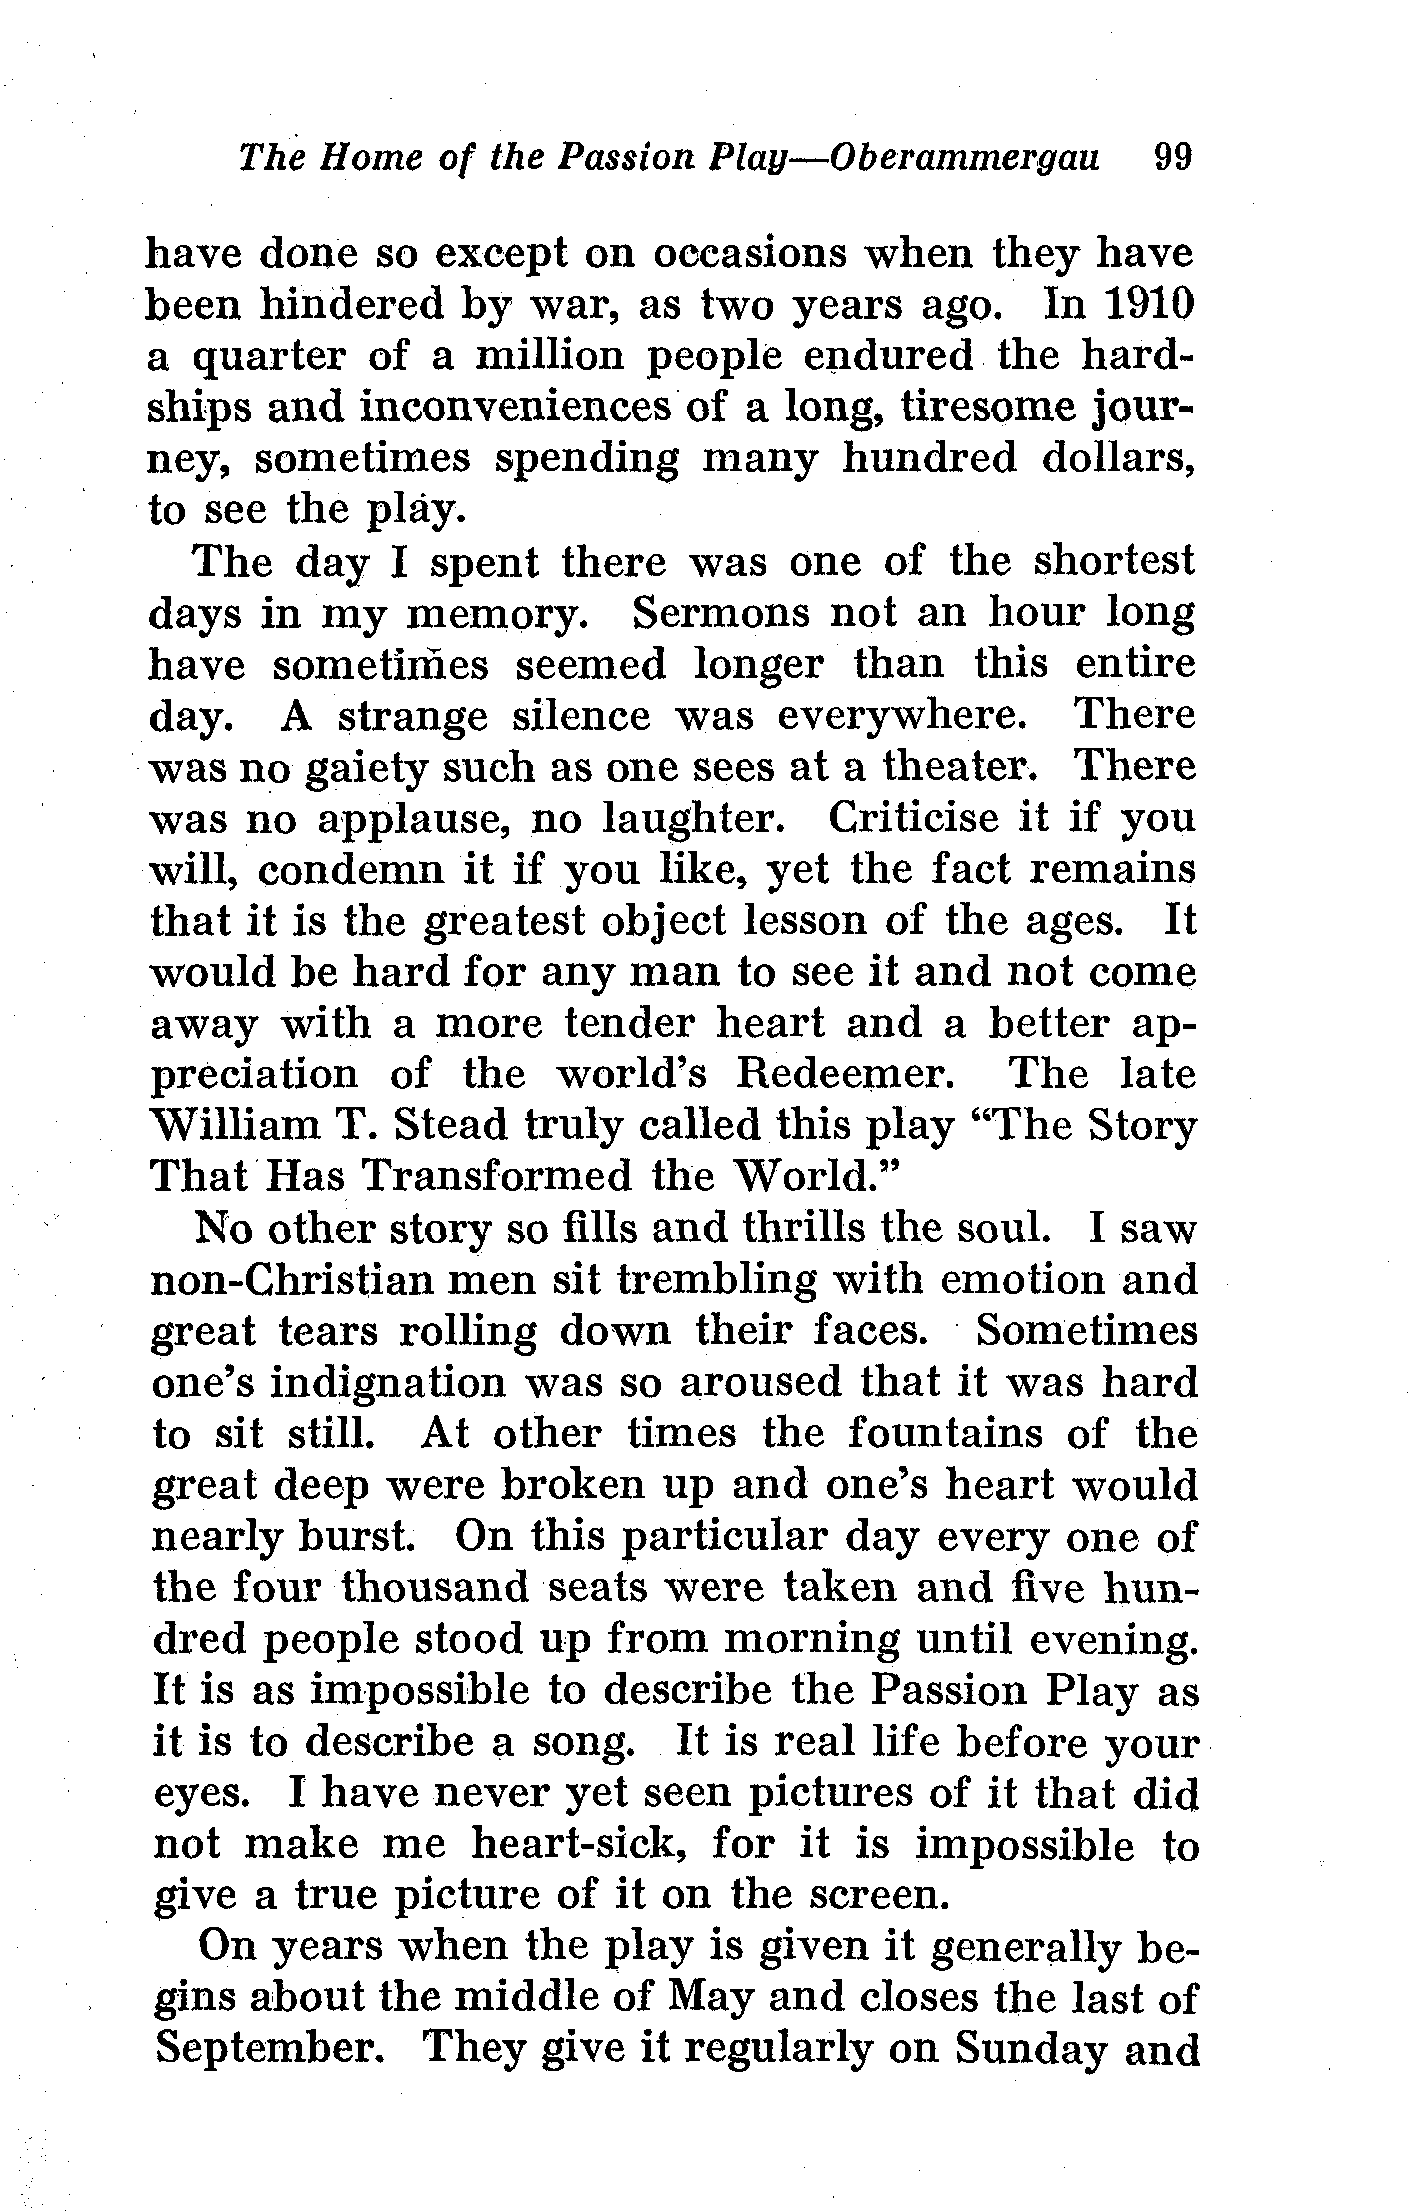 The Home of the Passion Play—Oberammergau 99
have done so except on occasions when they have
been hindered by war, as two years ago. In 1910
a quarter of a million people endured the hard-
ships and inconveniences of a long, tiresome jour-
ney, sometimes spending many hundred dollars,
to see the play.
The day I spent there was one of the shortest
days in my memory. Sermons not an hour long
have sometimes seemed longer than this entire
day. A strange silence was everywhere. There
was no gaiety such as one sees at a theater. There
was no applause, no laughter. Criticise it if you
will, condemn it if you like, yet the fact remains
that it is the greatest object lesson of the ages. It
would be hard for any man to see it and not come
away with a more tender heart and a better ap-
preciation of the world's Redeemer. The late
William T. Stead truly called this play “The Story
That Has Transformed the World.”
No other story so fills and thrills the soul. I saw
non-Christian men sit trembling with emotion and
great tears rolling down their faces. Sometimes
one's indignation was so aroused that it was hard
to sit still. At other times the fountains of the
great deep were broken up and one's heart would
nearly burst. On this particular day every one of
the four thousand seats were taken and five hun-
dred people stood up from morning until evening.
It is as impossible to describe the Passion Play as
it is to describe a song. It is real life before your
eyes. I have never yet seen pictures of it that did
not make me heart-sick, for it is impossible to
give a true picture of it on the screen.
On years when the play is given it generally be-
gins about the middle of May and closes the last of
September. They give it regularly on Sunday and